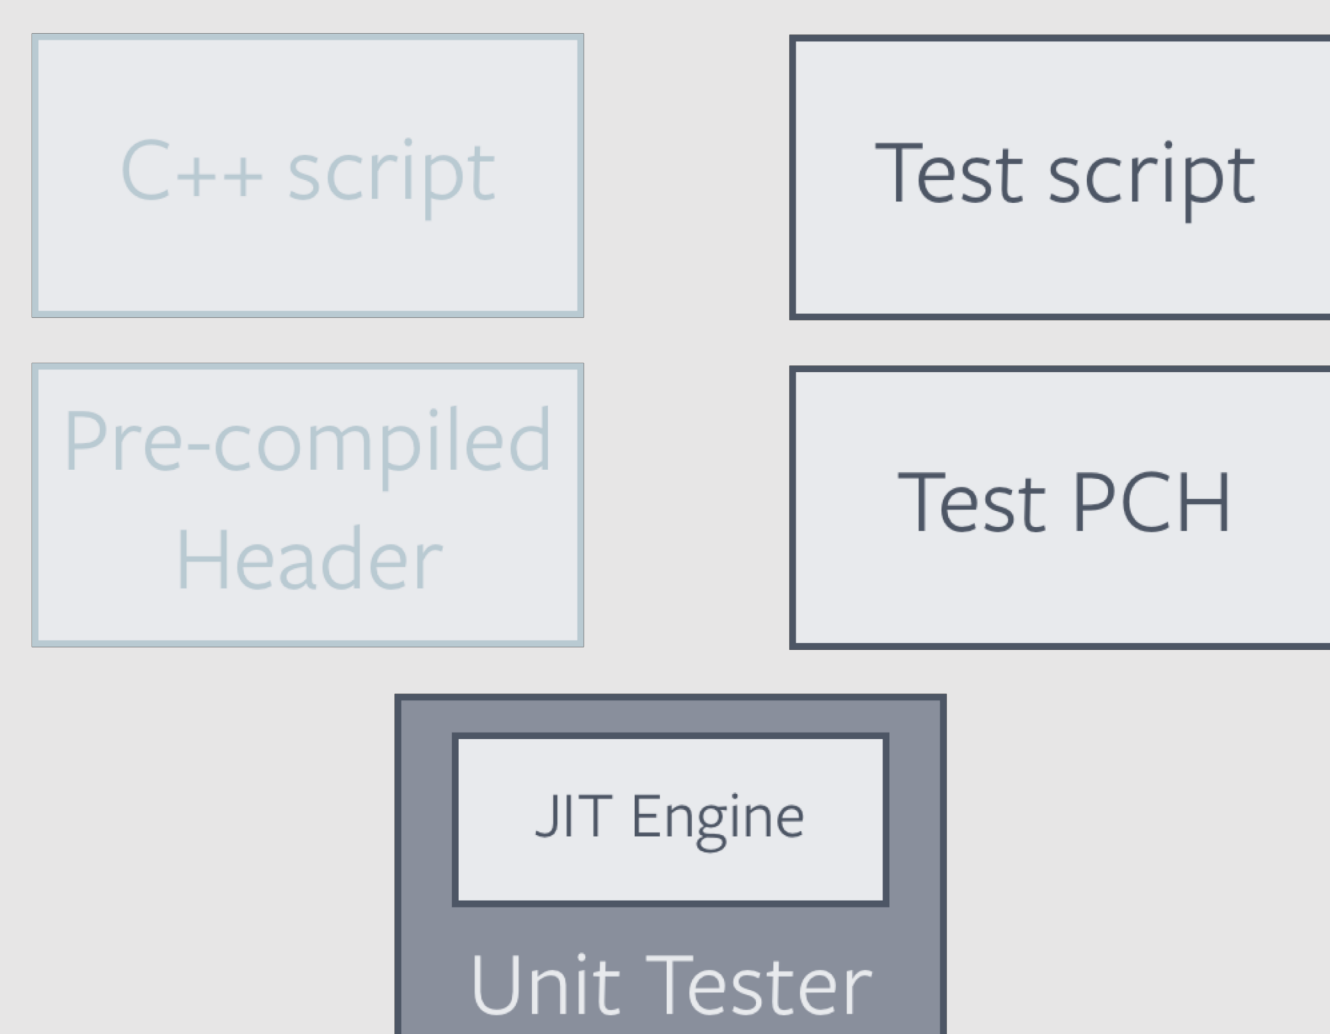 C++ script
Test script
Pre-compiled
Header
Test PCH
JIT Engine
Unit Tester